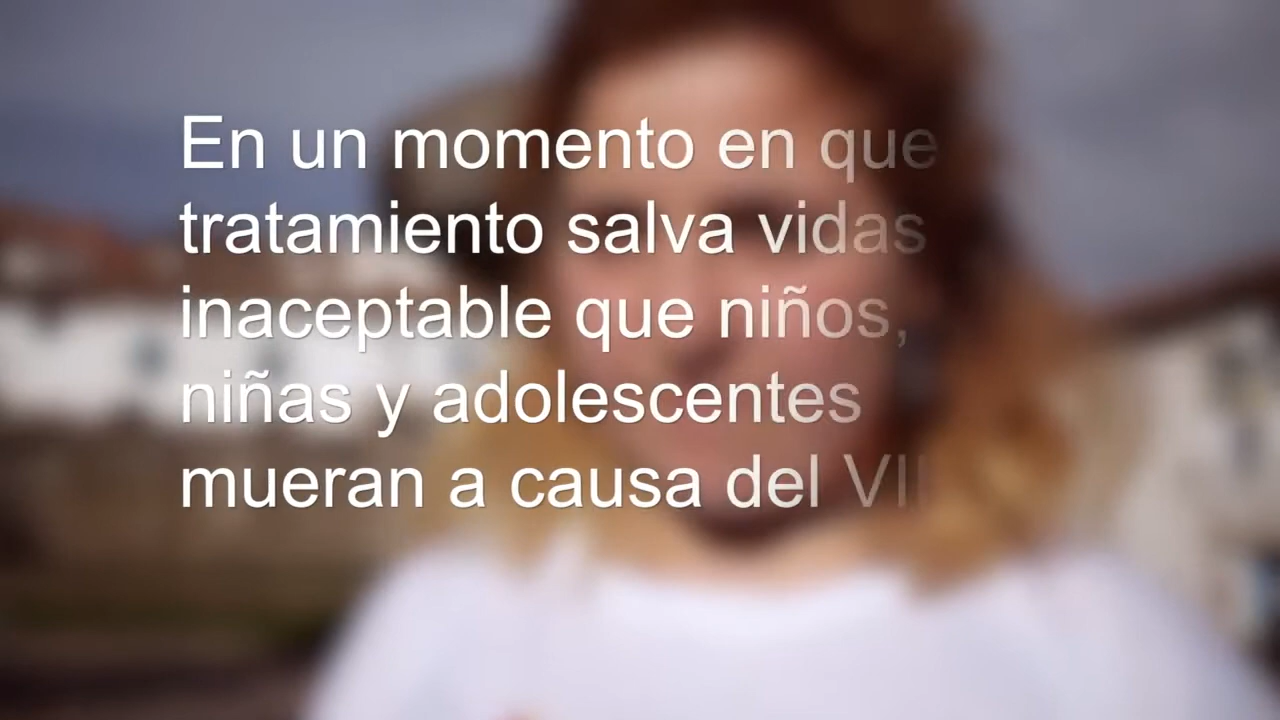 En un momento en que
tratamiento salva vidas
inaceptable que niños,
niñas y adolescentes
mueran a causa del